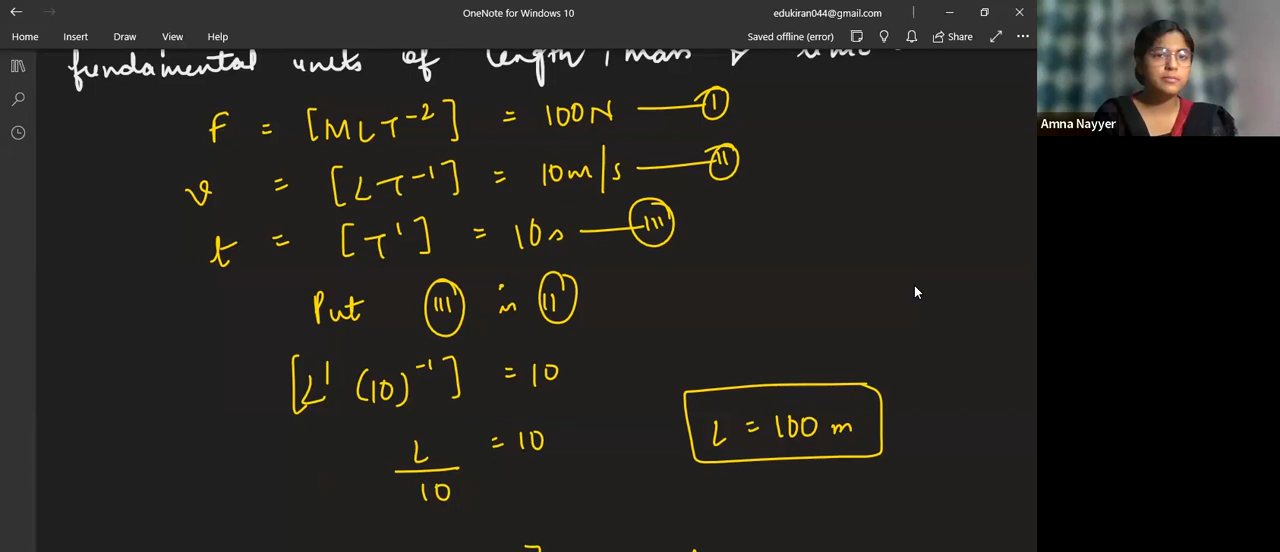 OneNote for Windows 10
edukiran044@gmail.com
Home Insert Draw View Help
Saved offline (error)
Share
Amna Nayyer
fundamental units of length, mass & time
F = [MLT⁻²] = 100N — I
v = [LT⁻¹] = 10m/s — II
t = [T¹] = 10s — III
Put III in II
[L¹ (10)⁻¹] = 10
L/10 = 10
L = 100 m